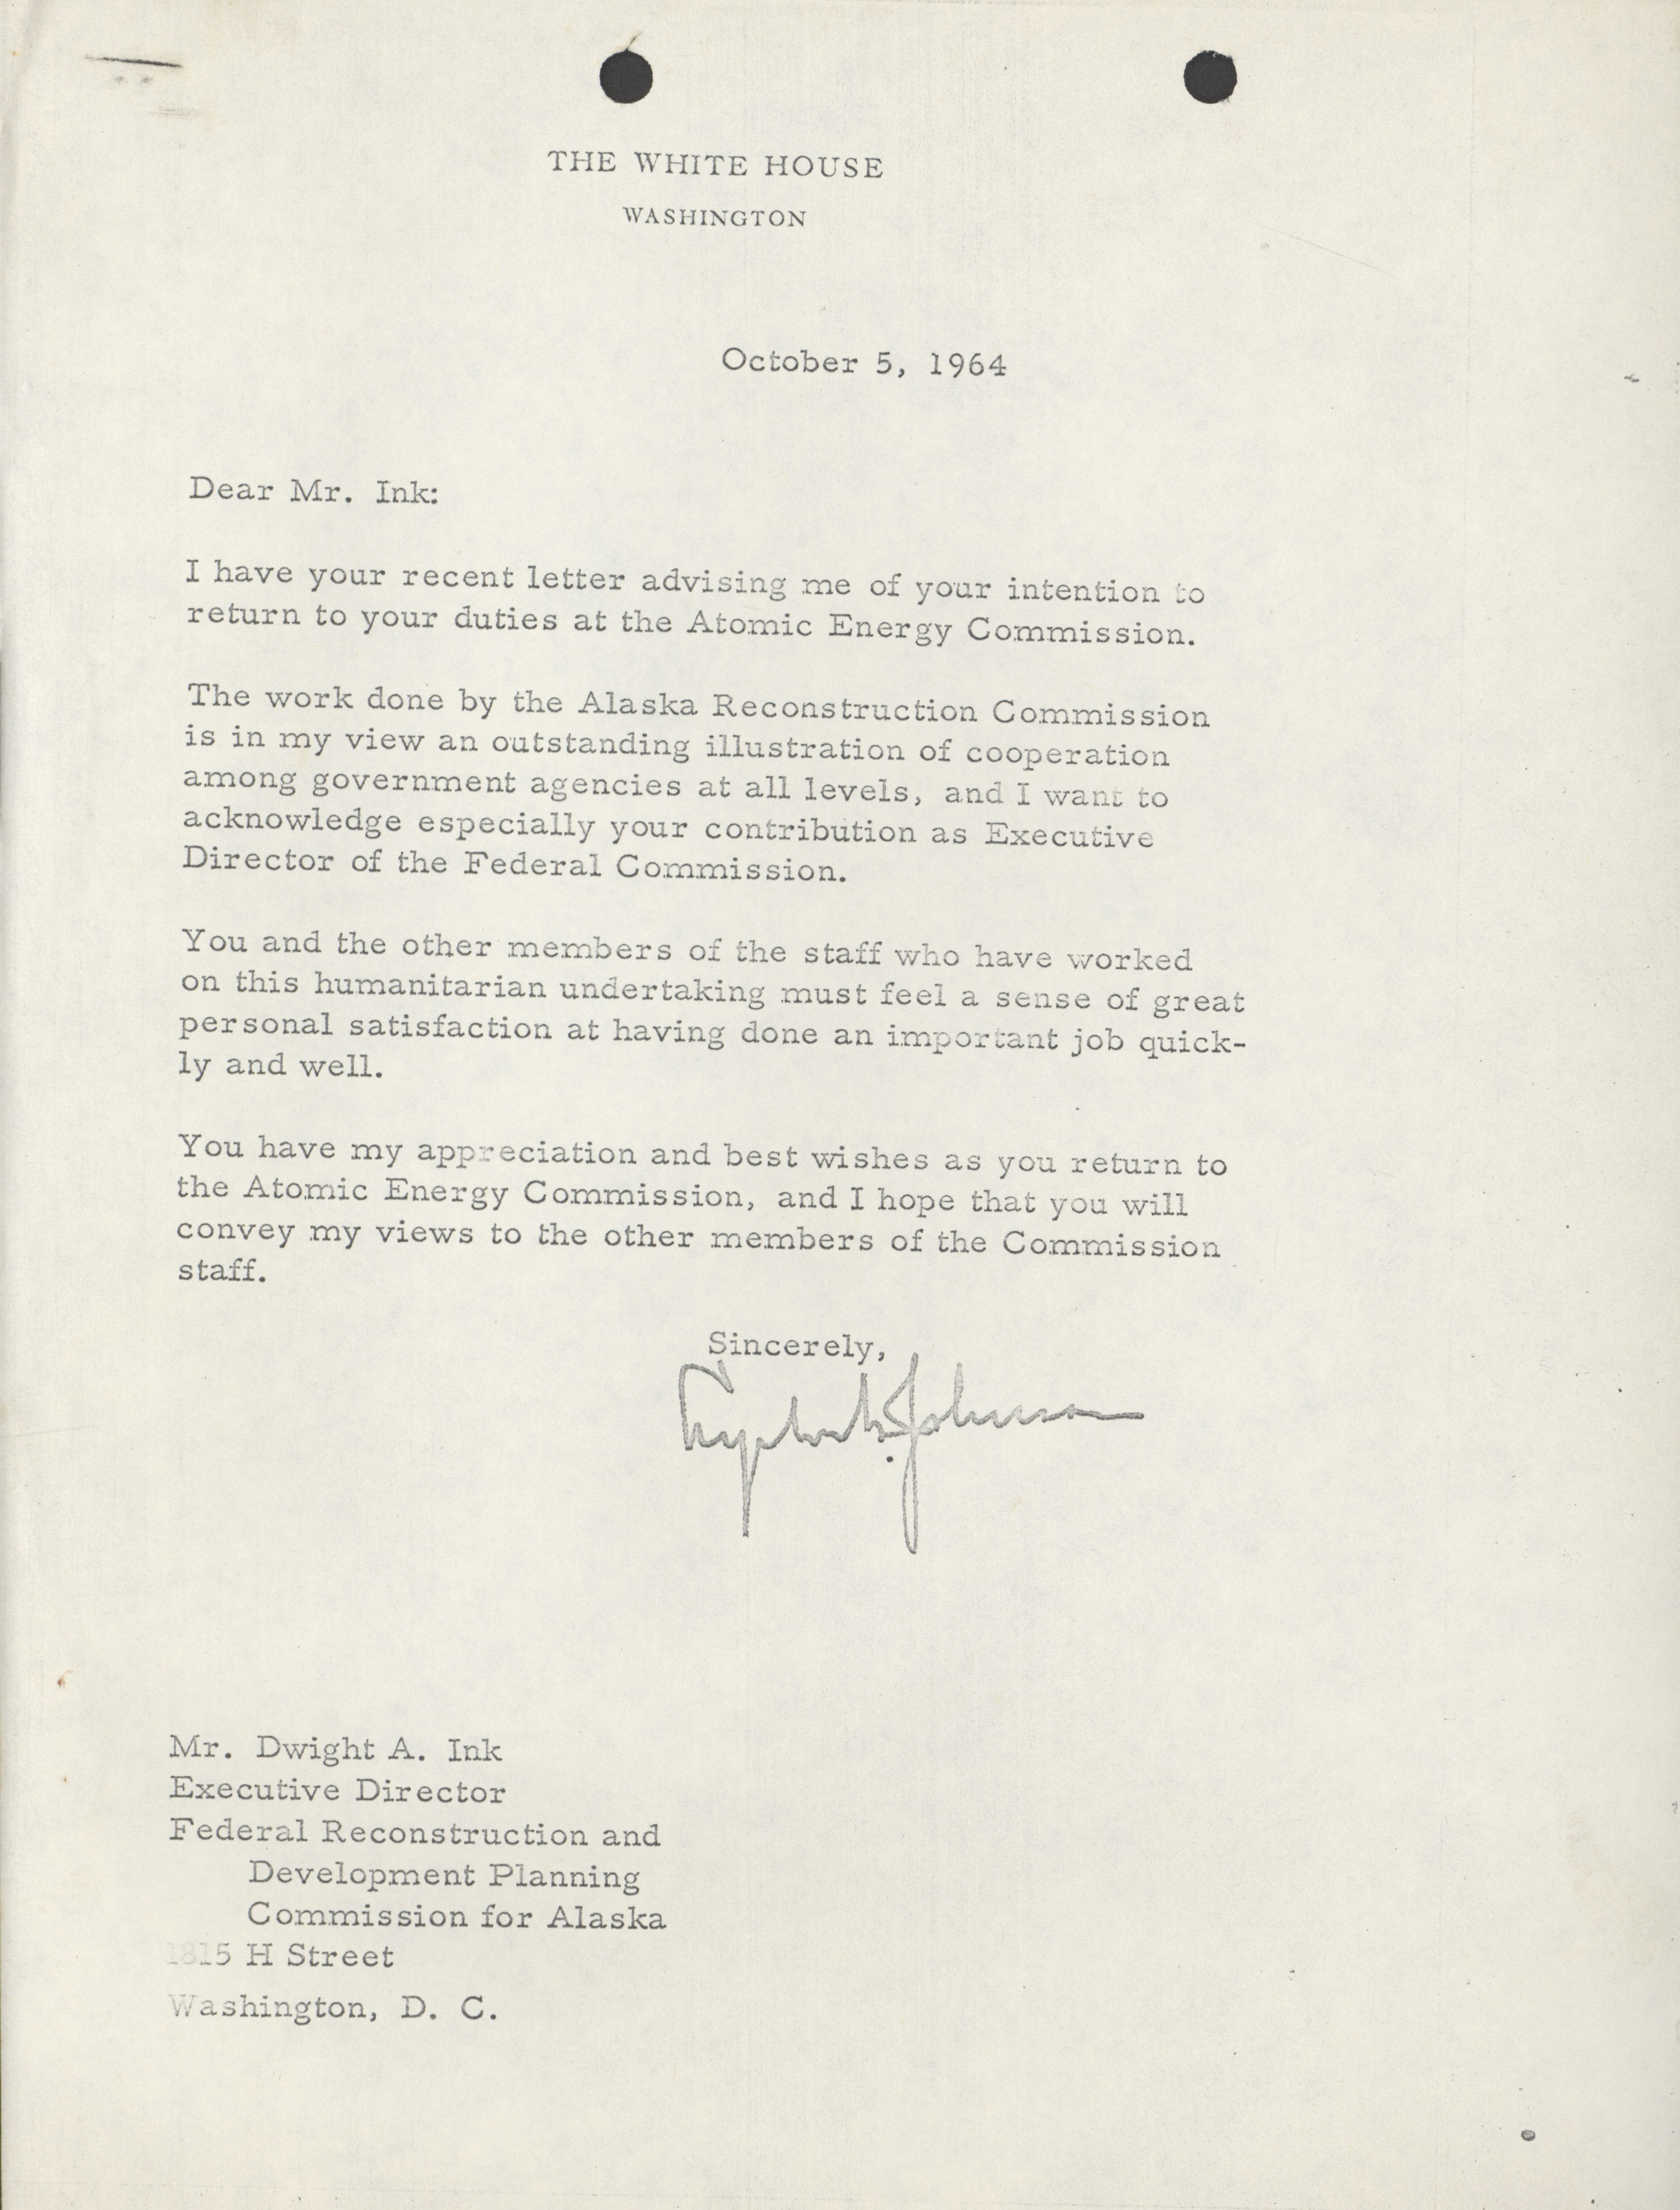 THE WHITE HOUSE
WASHINGTON
October 5, 1964
Dear Mr. Ink:
I have your recent letter advising me of your intention to
return to your duties at the Atomic Energy Commission.
The work done by the Alaska Reconstruction Commission
is in my view an outstanding illustration of cooperation
among government agencies at all levels, and I want to
acknowledge especially your contribution as Executive
Director of the Federal Commission.
You and the other members of the staff who have worked
on this humanitarian undertaking must feel a sense of great
personal satisfaction at having done an important job quick-
ly and well.
You have my appreciation and best wishes as you return to
the Atomic Energy Commission, and I hope that you will
convey my views to the other members of the Commission
staff.
Sincerely,
Lyndon B. Johnson
Mr. Dwight A. Ink
Executive Director
Federal Reconstruction and
Development Planning
Commission for Alaska
1815 H Street
Washington, D. C.